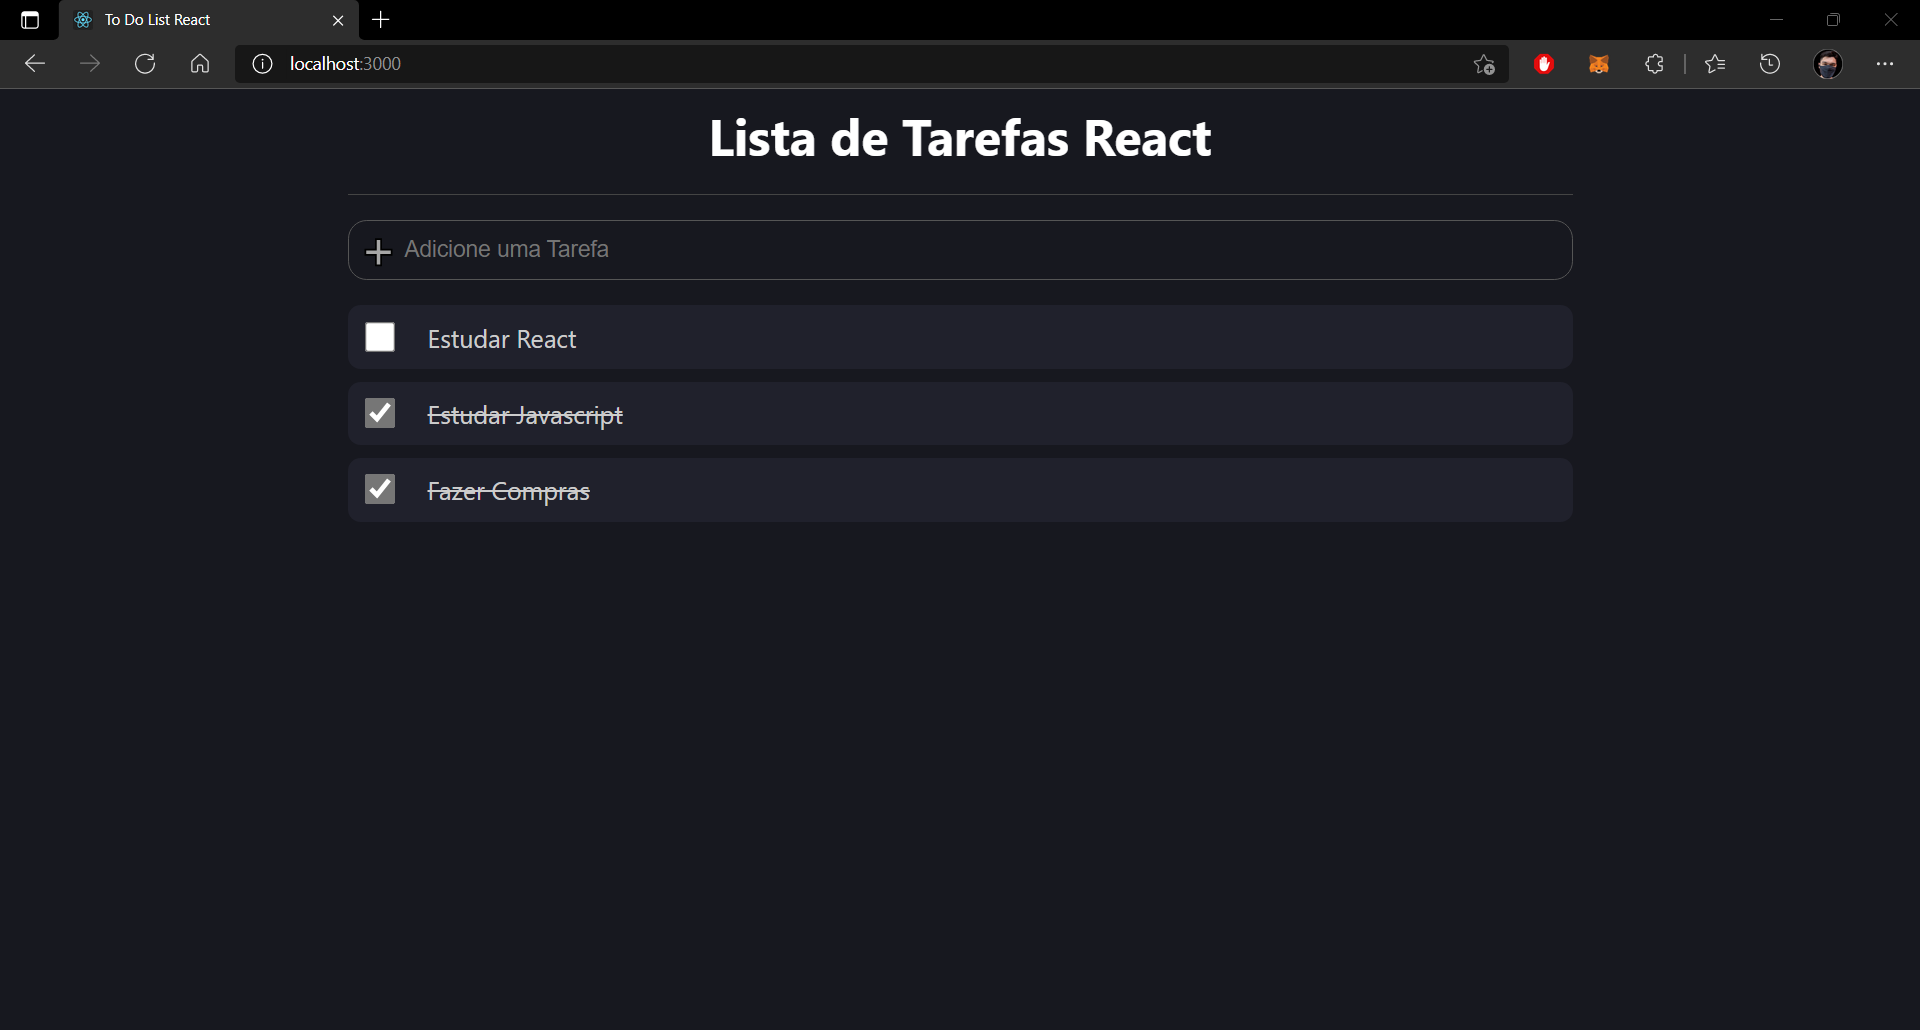 To Do List React
localhost:3000
Lista de Tarefas React
Adicione uma Tarefa
Estudar React
Estudar Javascript
Fazer Compras